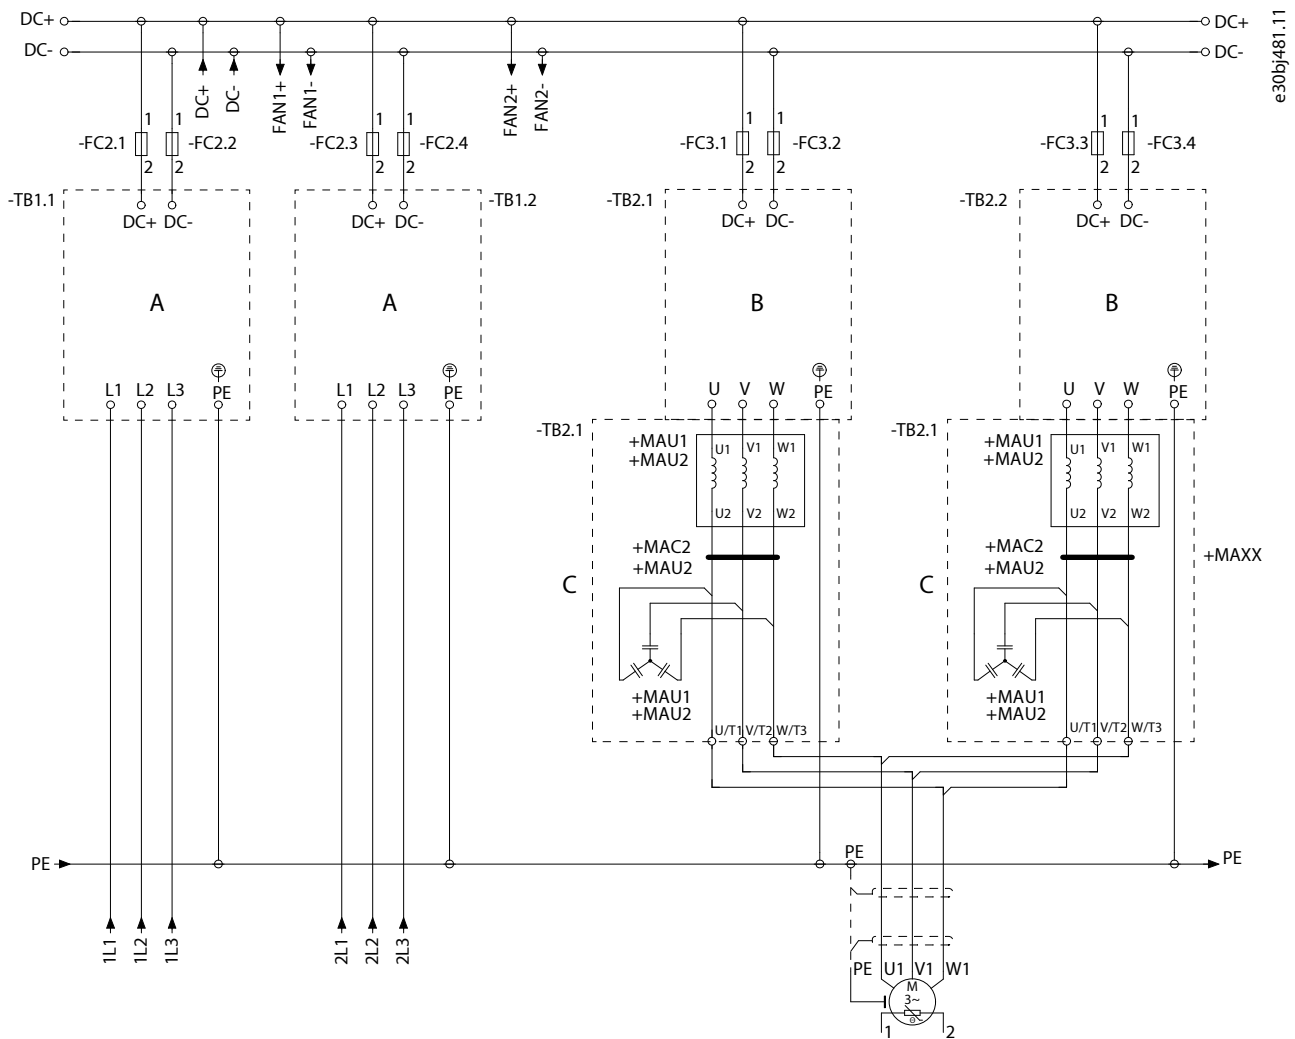 DC+ DC+
DC- DC-
e30bj481.11
DC+ DC- FAN1+ FAN1- FAN2+ FAN2-
1 1 1 1 1 1 1 1
-FC2.1 -FC2.2 -FC2.3 -FC2.4 -FC3.1 -FC3.2 -FC3.3 -FC3.4
2 2 2 2 2 2 2 2
-TB1.1 -TB1.2 -TB2.1 -TB2.2
DC+ DC- DC+ DC- DC+ DC- DC+ DC-
A A B B
L1 L2 L3 PE L1 L2 L3 PE U V W PE U V W PE
-TB2.1 -TB2.1
+MAU1 U1 V1 W1 +MAU1 U1 V1 W1
+MAU2 +MAU2
U2 V2 W2 U2 V2 W2
+MAC2 +MAC2 +MAXX
+MAU2 +MAU2
C C
+MAU1 +MAU1
+MAU2 +MAU2
U/T1 V/T2 W/T3 U/T1 V/T2 W/T3
PE PE PE
1L1 1L2 1L3 2L1 2L2 2L3
PE U1 V1 W1
M
3~
θ
1 2